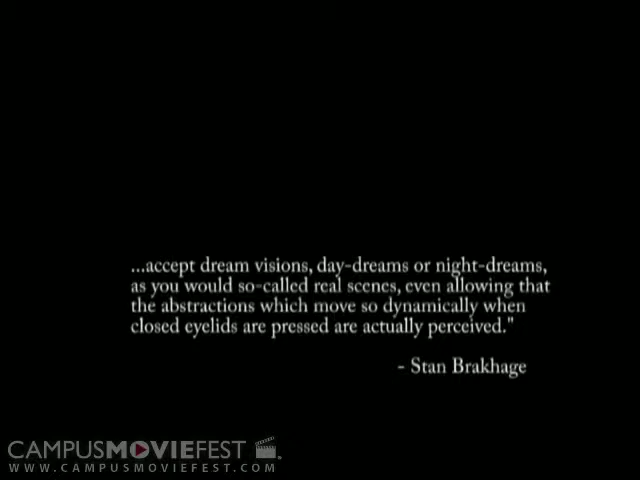 ...accept dream visions, day-dreams or night-dreams,
as you would so-called real scenes, even allowing that
the abstractions which move so dynamically when
closed eyelids are pressed are actually perceived."
- Stan Brakhage
CAMPUSMOVIEFEST
WWW.CAMPUSMOVIEFEST.COM